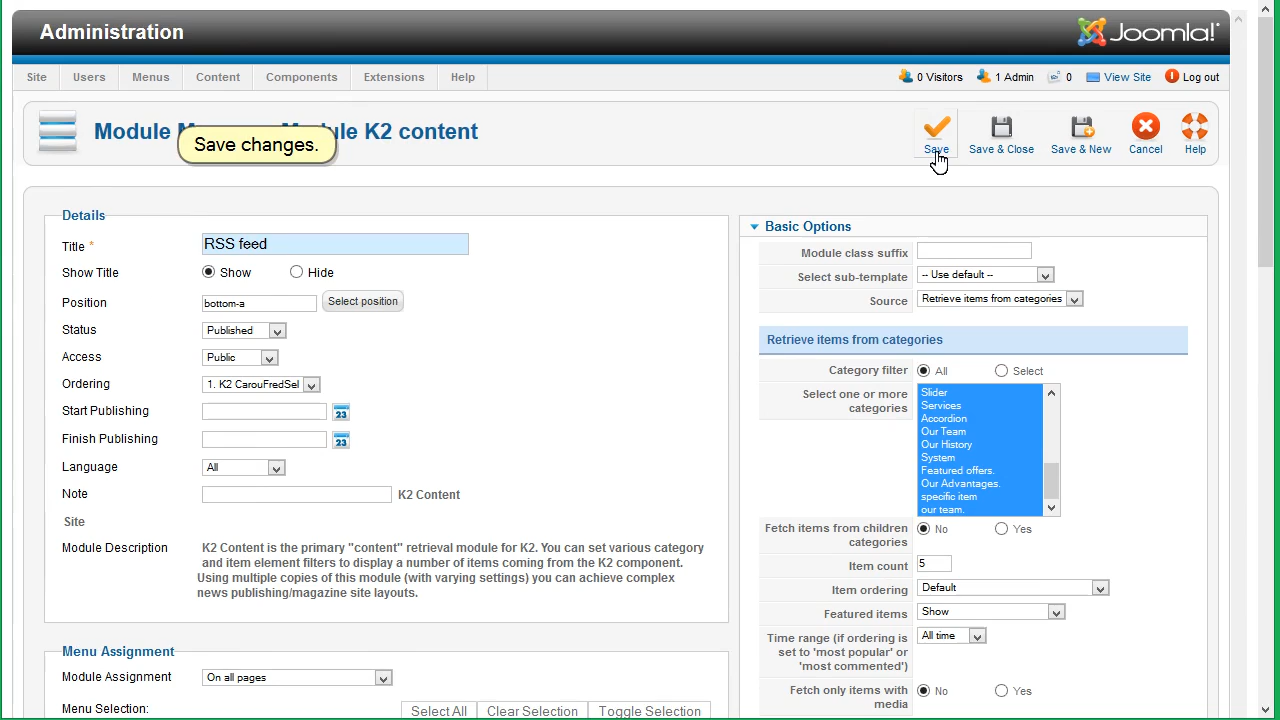 Administration
Joomla!
Site Users Menus Content Components Extensions Help
0 Visitors 1 Admin 0 View Site Log out
Module Module K2 content
Save changes.
Save Save & Close Save & New Cancel Help
Details
Title *
RSS feed
Show Title
Show Hide
Position
bottom-a
Select position
Status
Published
Access
Public
Ordering
1. K2 CarouFredSel
Start Publishing
23
Finish Publishing
23
Language
All
Note
K2 Content
Site
Module Description
K2 Content is the primary "content" retrieval module for K2. You can set various category
and item element filters to display a number of items coming from the K2 component.
Using multiple copies of this module (with varying settings) you can achieve complex
news publishing/magazine site layouts.
Menu Assignment
Module Assignment
On all pages
Menu Selection:
Select All Clear Selection Toggle Selection
Basic Options
Module class suffix
Select sub-template
-- Use default --
Source
Retrieve items from categories
Retrieve items from categories
Category filter
All Select
Select one or more
categories
Slider
Services
Accordion
Our Team
Our History
System
Featured offers.
Our Advantages.
specific item
our team.
Fetch items from children
categories
No Yes
Item count
5
Item ordering
Default
Featured items
Show
Time range (if ordering is
set to 'most popular' or
'most commented')
All time
Fetch only items with
media
No Yes